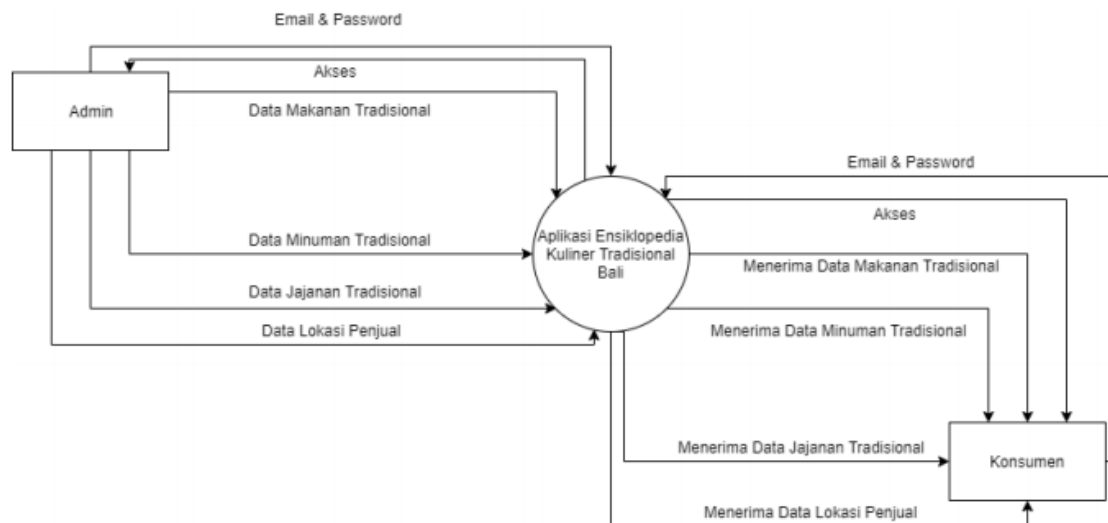 Email & Password
Akses
Admin
Data Makanan Tradisional
Email & Password
Akses
Data Minuman Tradisional
Aplikasi Ensiklopedia
Kuliner Tradisional
Bali
Menerima Data Makanan Tradisional
Data Jajanan Tradisional
Data Lokasi Penjual
Menerima Data Minuman Tradisional
Menerima Data Jajanan Tradisional
Konsumen
Menerima Data Lokasi Penjual